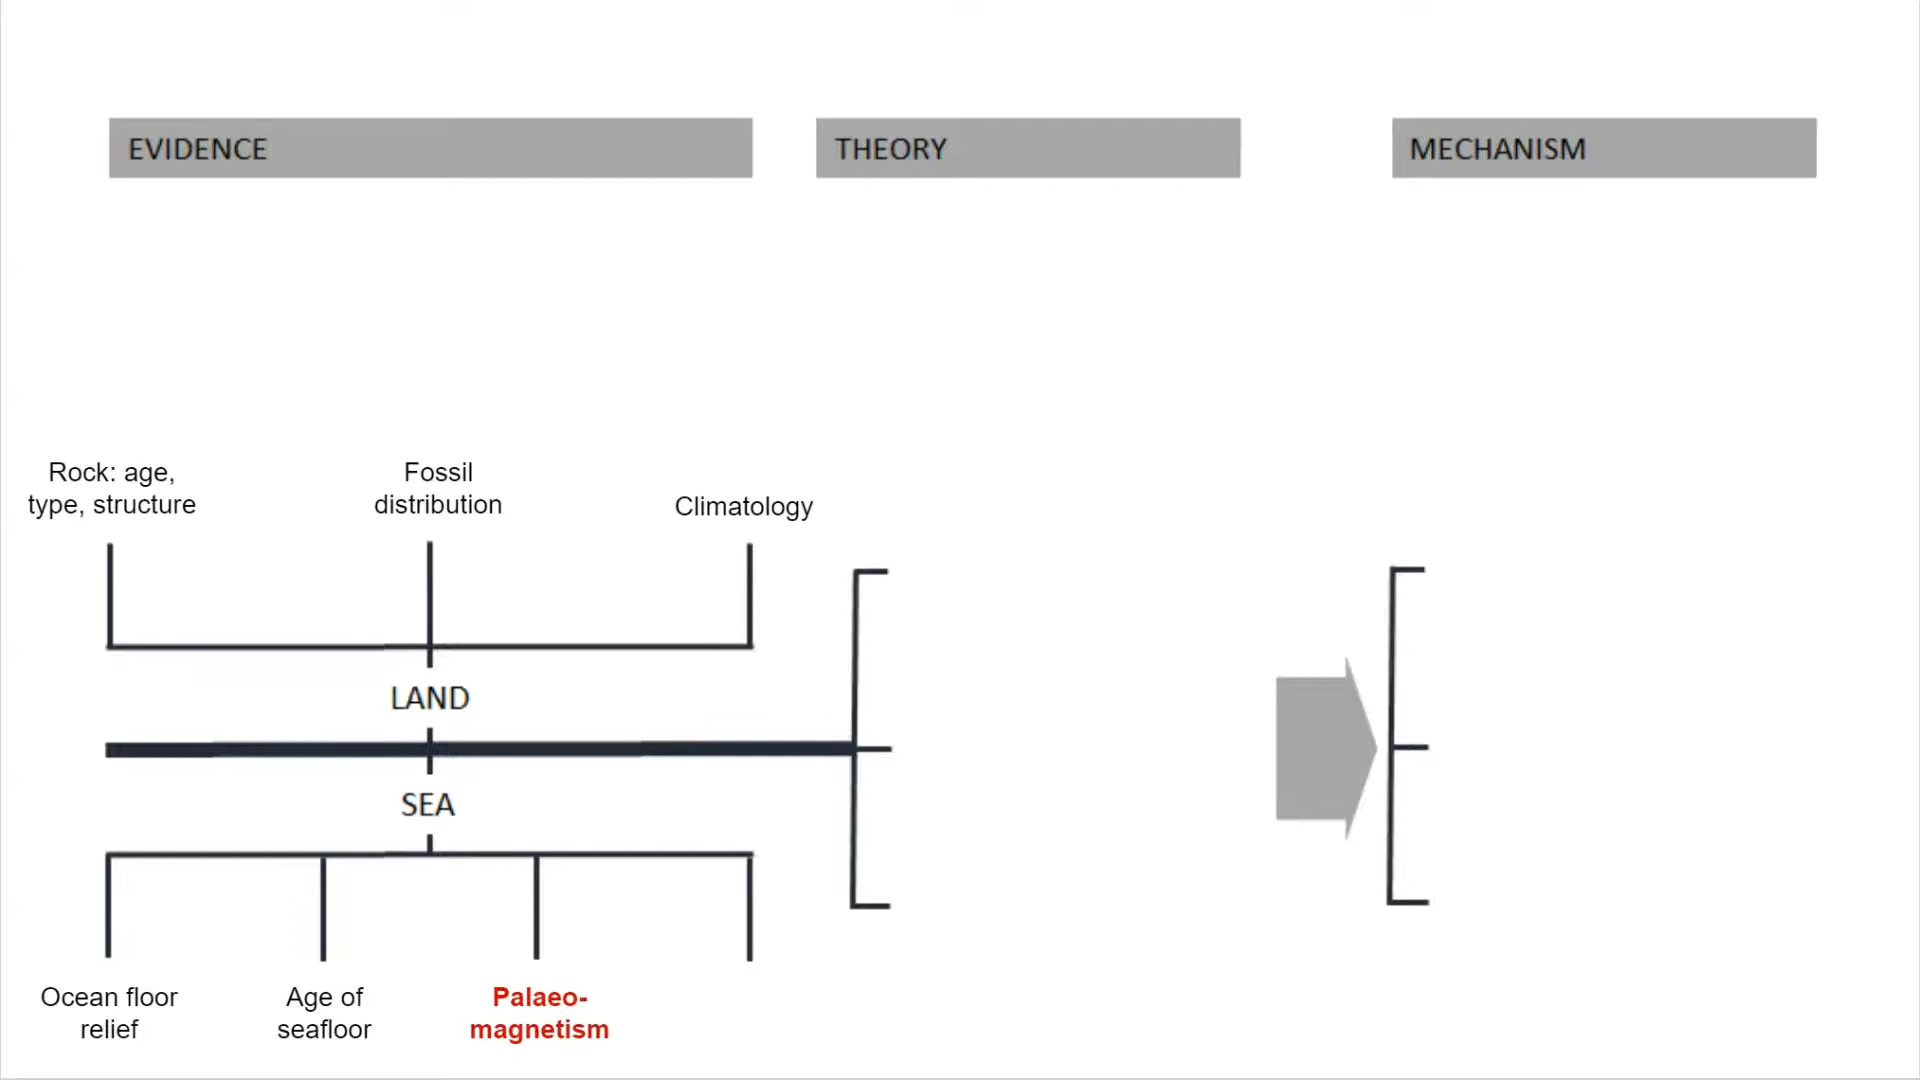 EVIDENCE
THEORY
MECHANISM
Rock: age,
type, structure
Fossil
distribution
Climatology
LAND
SEA
Ocean floor
relief
Age of
seafloor
Palaeo-
magnetism